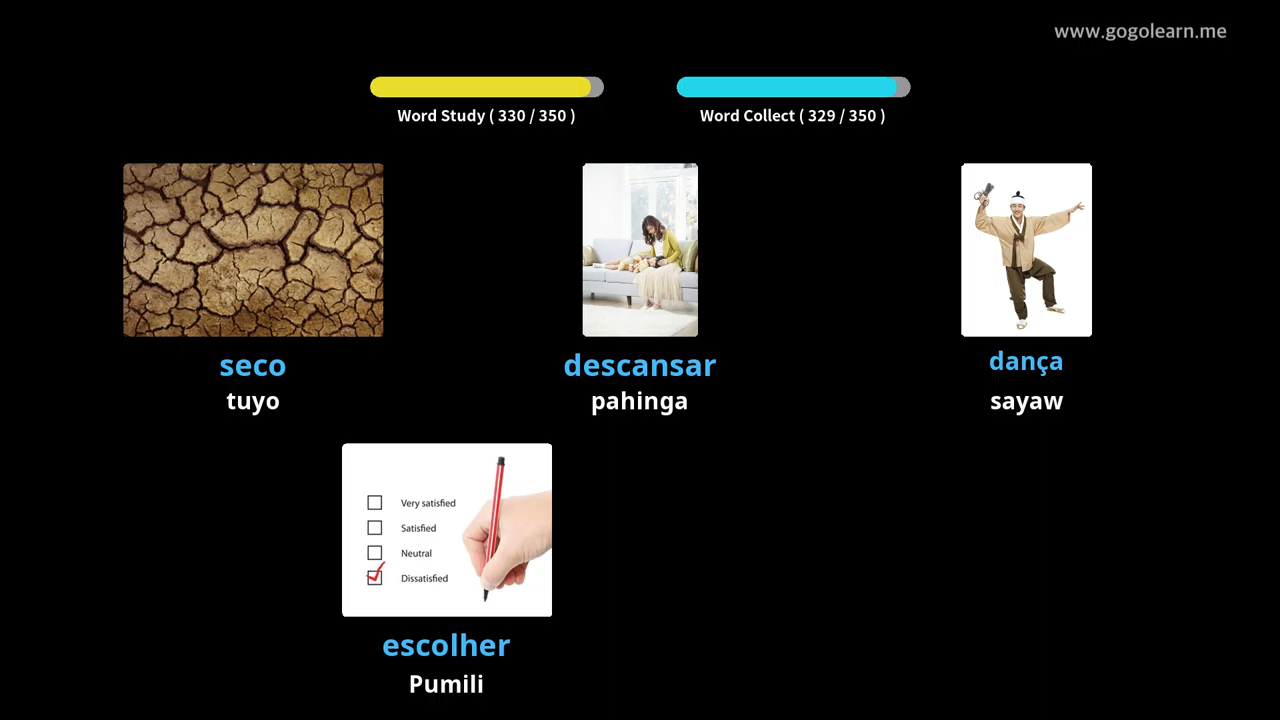 www.gogolearn.me
Word Study ( 330 / 350 )
Word Collect ( 329 / 350 )
seco
descansar
dança
tuyo
pahinga
sayaw
Very satisfied
Satisfied
Neutral
Dissatisfied
escolher
Pumili